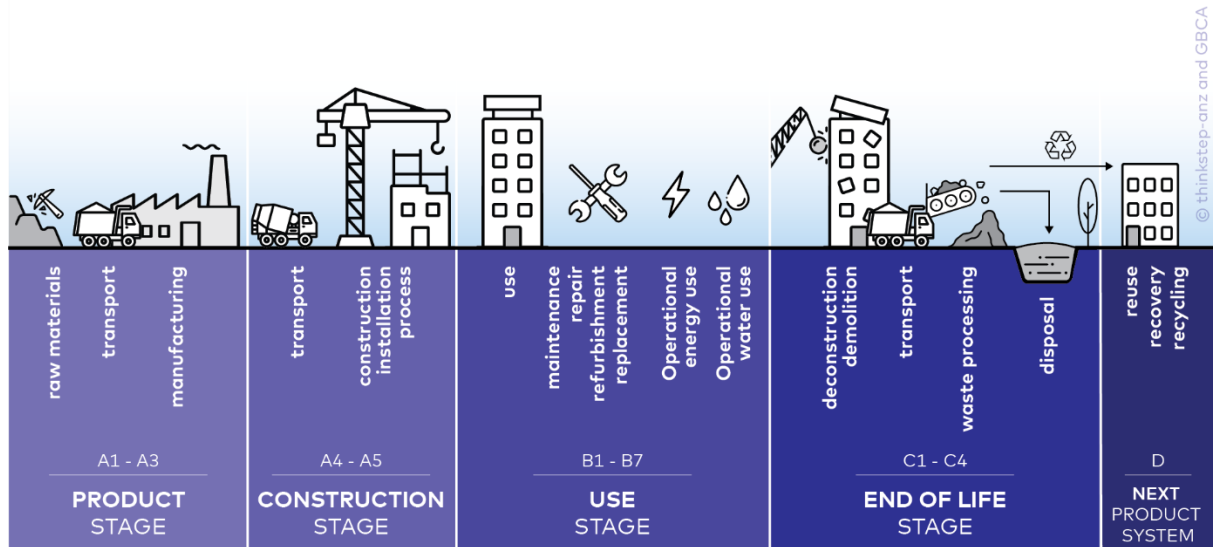 © thinkstep-anz and GBCA
raw materials
transport
manufacturing
A1 - A3
PRODUCT
STAGE
transport
construction
installation
process
A4 - A5
CONSTRUCTION
STAGE
use
maintenance
repair
refurbishment
replacement
Operational
energy use
Operational
water use
B1 - B7
USE
STAGE
deconstruction
demolition
transport
waste processing
disposal
C1 - C4
END OF LIFE
STAGE
reuse
recovery
recycling
D
NEXT
PRODUCT
SYSTEM